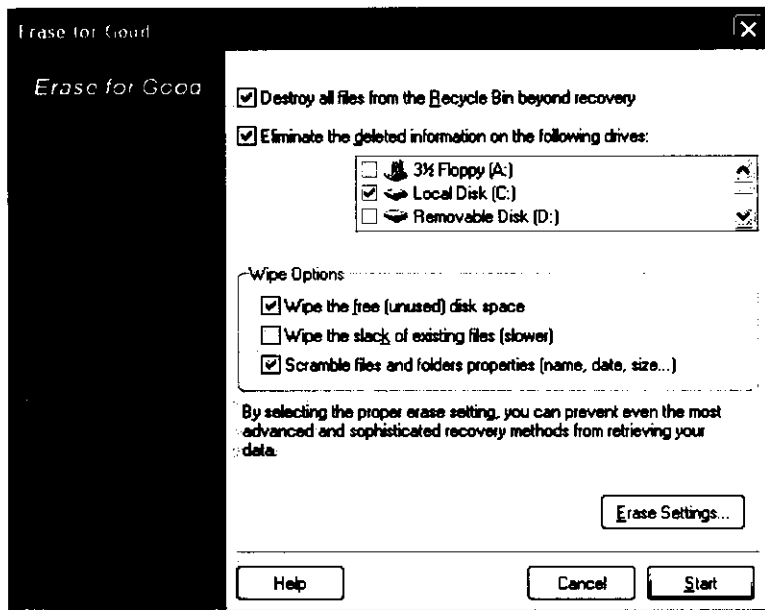 Erase for Good
Erase for Good
Destroy all files from the Recycle Bin beyond recovery
Eliminate the deleted information on the following drives:
3½ Floppy (A:)
Local Disk (C:)
Removable Disk (D:)
Wipe Options
Wipe the free (unused) disk space
Wipe the slack of existing files (slower)
Scramble files and folders properties (name, date, size...)
By selecting the proper erase setting, you can prevent even the most
advanced and sophisticated recovery methods from retrieving your
data.
Erase Settings...
Help
Cancel
Start